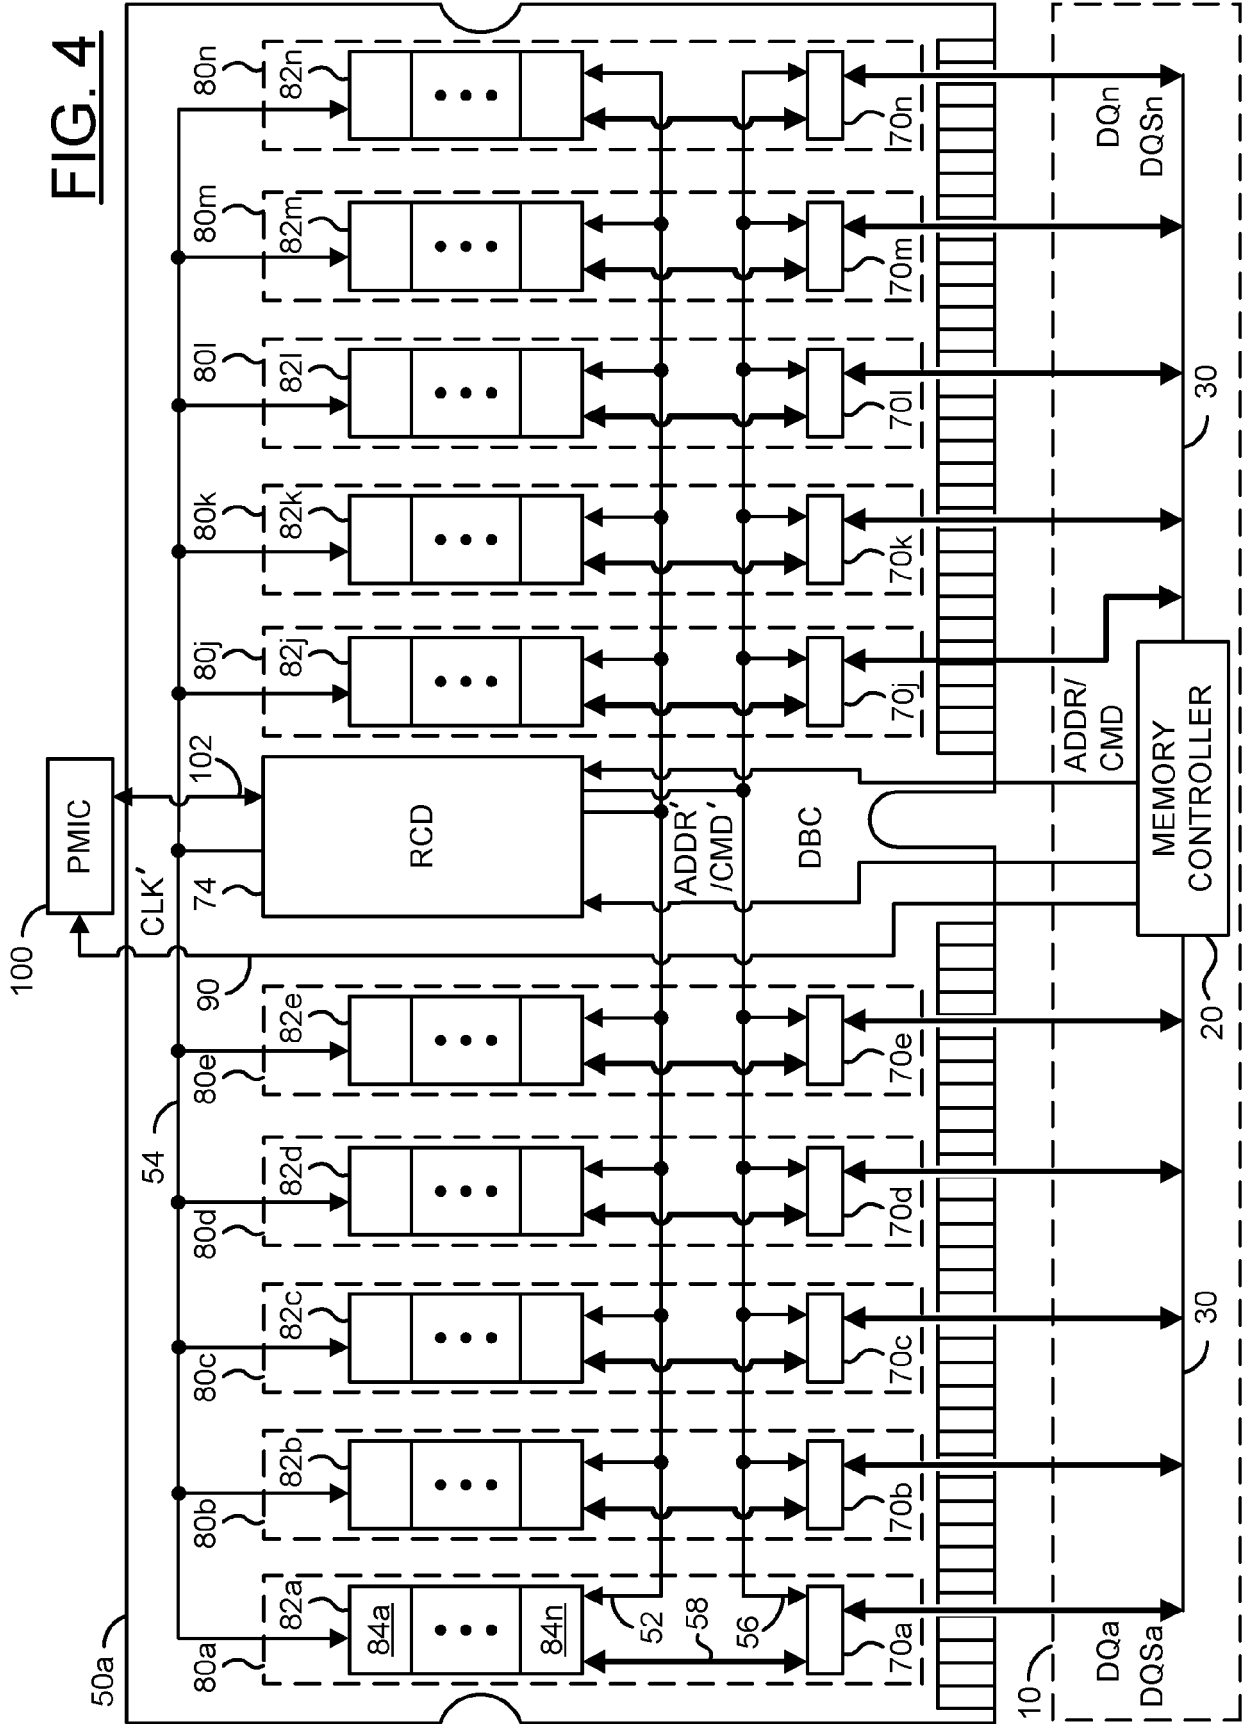 FIG. 4
100
PMIC
102
90
50a
54
CLK'
74
RCD
80a
82a
84a
84n
80b
82b
80c
82c
80d
82d
80e
82e
80j
82j
80k
82k
80l
82l
80m
82m
80n
82n
52
58
56
ADDR'
/CMD'
DBC
70a
70b
70c
70d
70e
70j
70k
70l
70m
70n
10
DQa
DQSa
30
20
MEMORY
CONTROLLER
ADDR/
CMD
30
DQn
DQSn